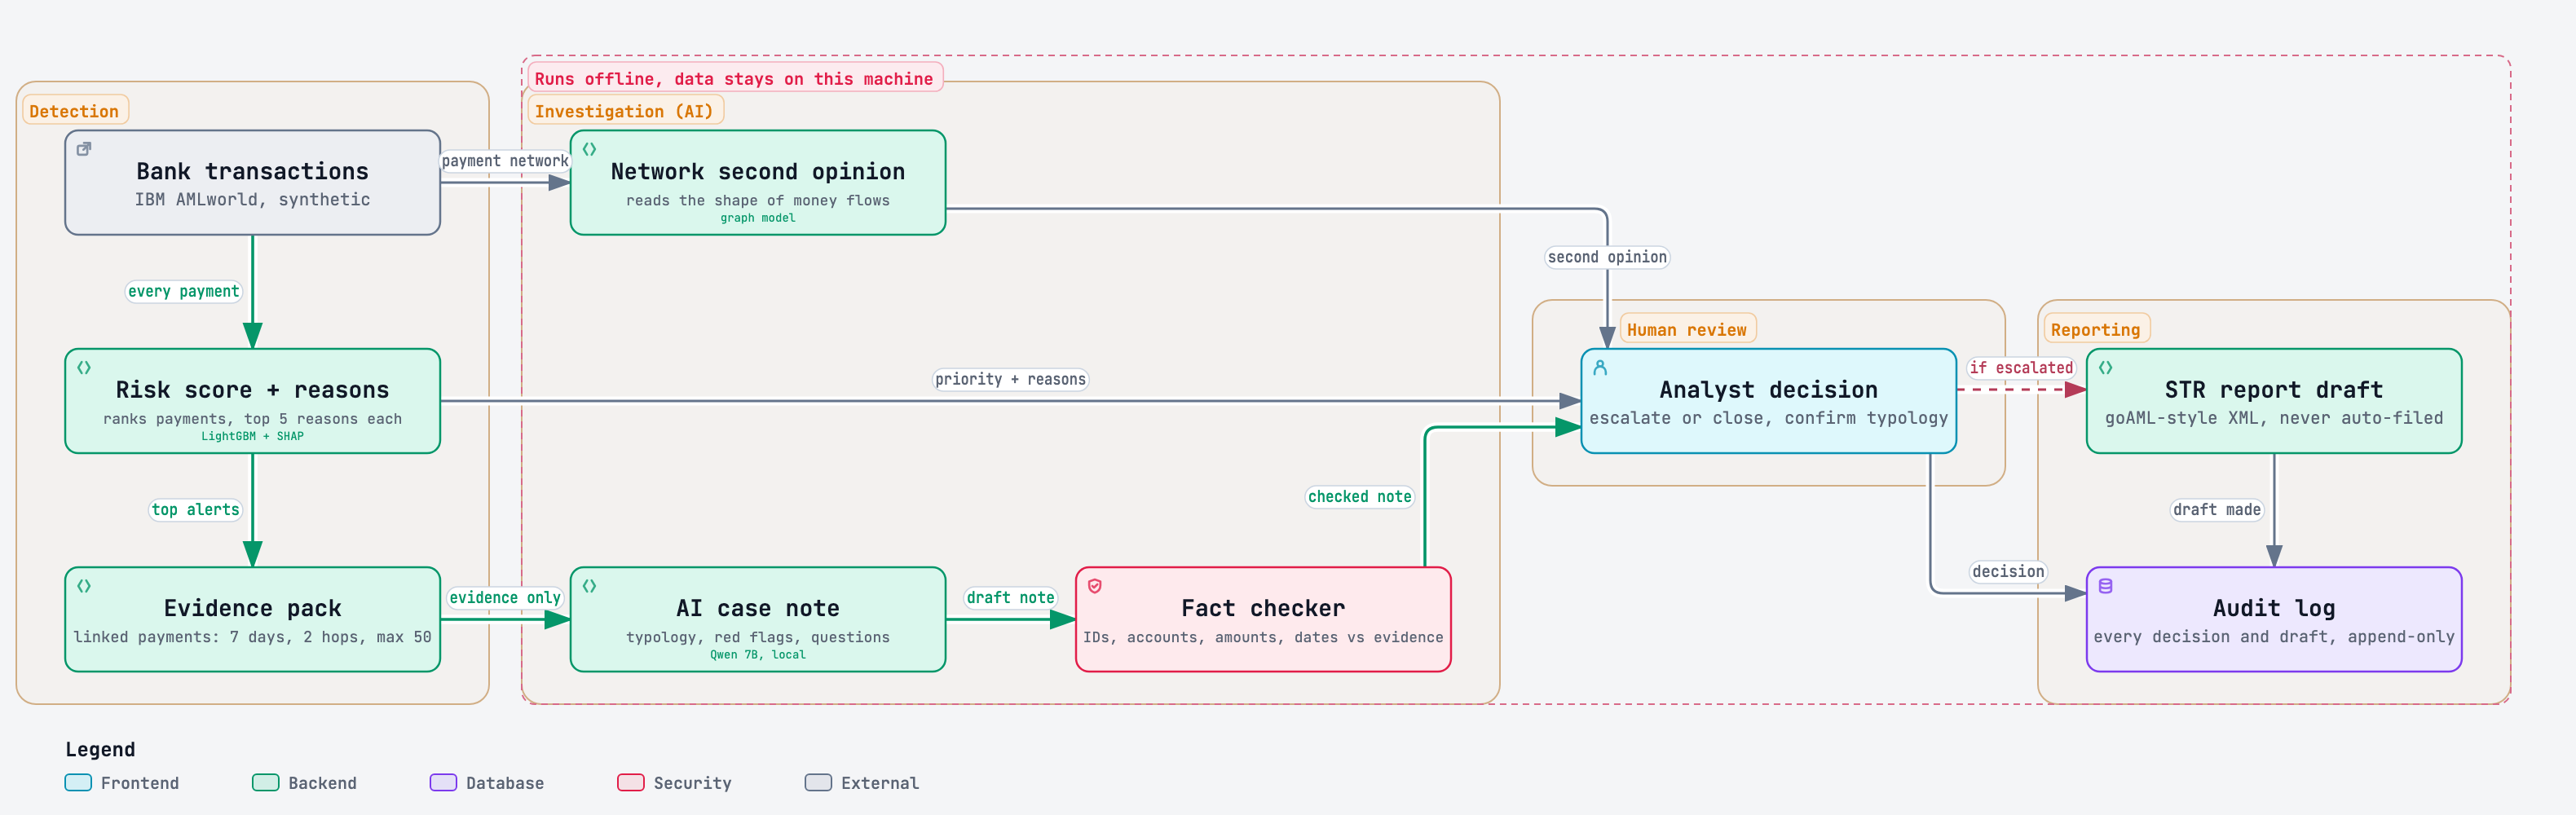 Runs offline, data stays on this machine
Detection
Investigation (AI)
Bank transactions
IBM AMLworld, synthetic
payment network
Network second opinion
reads the shape of money flows
graph model
second opinion
every payment
Human review
Reporting
Risk score + reasons
ranks payments, top 5 reasons each
LightGBM + SHAP
priority + reasons
Analyst decision
escalate or close, confirm typology
if escalated
STR report draft
goAML-style XML, never auto-filed
top alerts
checked note
draft made
decision
Evidence pack
linked payments: 7 days, 2 hops, max 50
evidence only
AI case note
typology, red flags, questions
Qwen 7B, local
draft note
Fact checker
IDs, accounts, amounts, dates vs evidence
Audit log
every decision and draft, append-only
Legend
Frontend
Backend
Database
Security
External